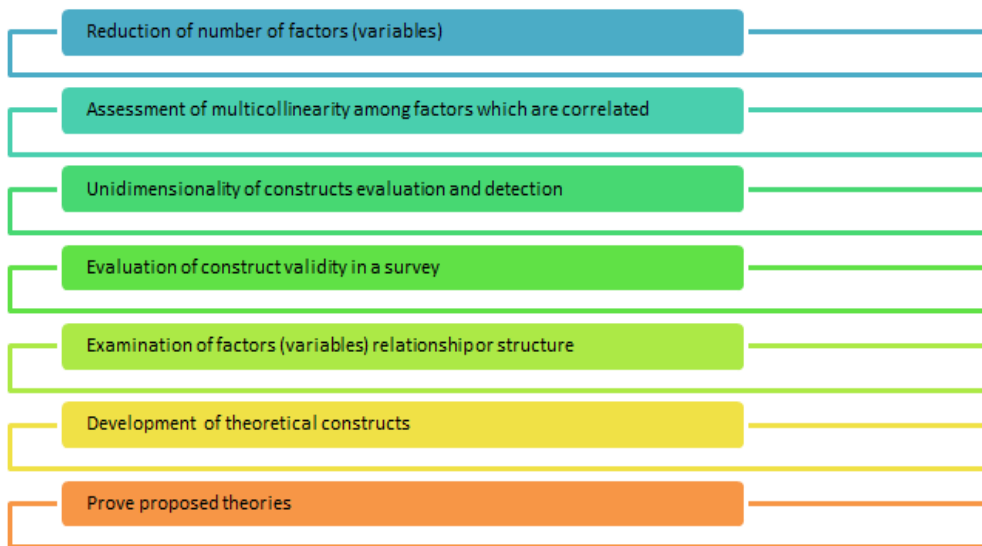 Reduction of number of factors (variables)
Assessment of multicollinearity among factors which are correlated
Unidimensionality of constructs evaluation and detection
Evaluation of construct validity in a survey
Examination of factors (variables) relationship or structure
Development of theoretical constructs
Prove proposed theories